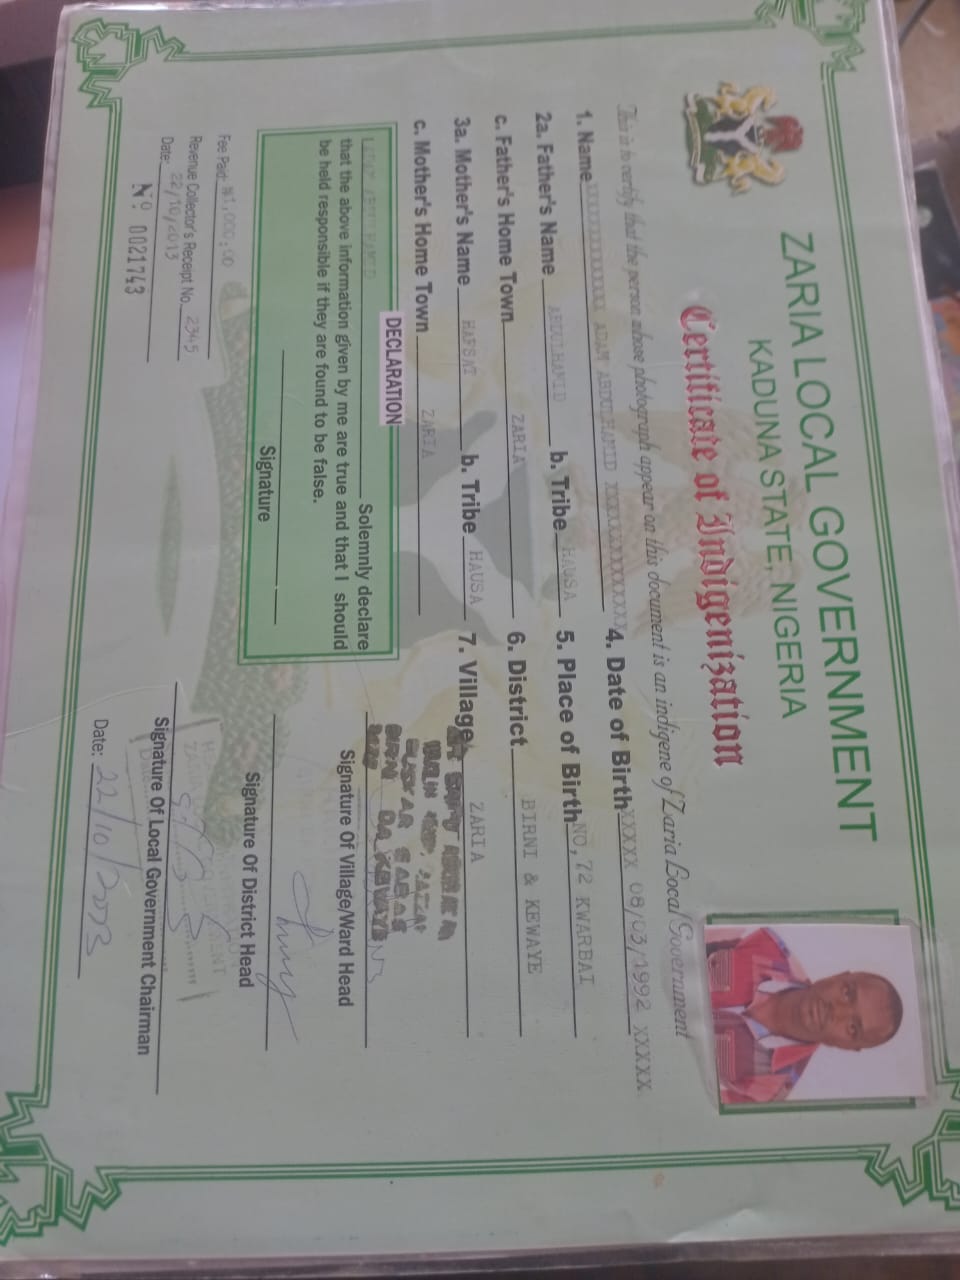 ZARIA LOCAL GOVERNMENT
KADUNA STATE, NIGERIA
Certificate of Indigenization
This is to verify that the person whose photograph appear on this document is an indigene of Zaria Local Government
1. Name XXXXXXXXXXXXXX ADAM ABDULHAMID XXXXXXXXXXXXXX 4. Date of Birth XXXXX 08/03/1992 XXXXX
2a. Father's Name ABDULHAMID b. Tribe HAUSA 5. Place of Birth NO, 72 KWARBAI
c. Father's Home Town ZARIA 6. District BIRNI & KEWAYE
3a. Mother's Name HAFSAT b. Tribe HAUSA 7. Village ZARIA
c. Mother's Home Town ZARIA
DECLARATION
Solemnly declare
that the above information given by me are true and that I should
be held responsible if they are found to be false.
Signature
Signature Of Village/Ward Head
Signature Of District Head
Fee Paid: ₦1,000:00
Revenue Collector's Receipt No. 2345
Date: 22/10/2013
Nº 0021743
Signature Of Local Government Chairman
Date: 22/10/2013